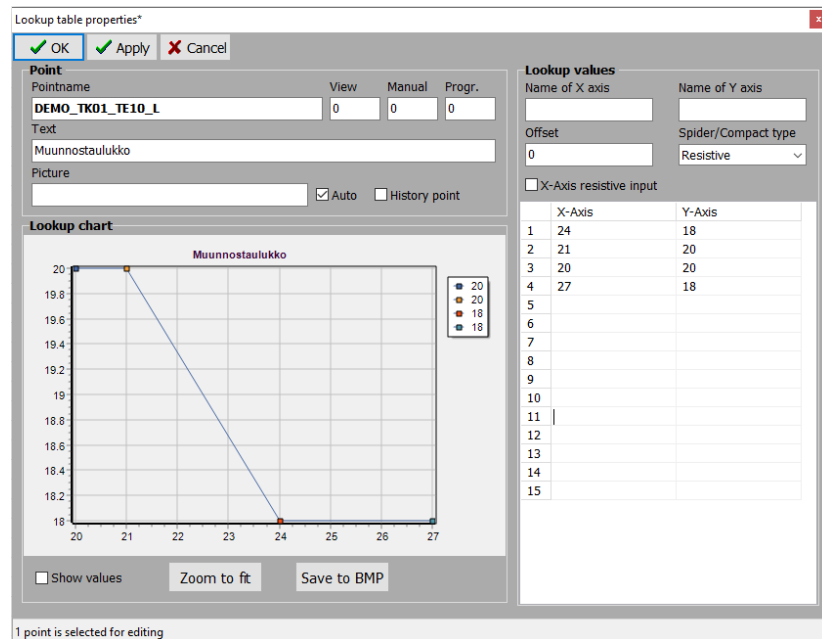 Lookup table properties*
x
OK Apply Cancel
Point
Pointname View Manual Progr.
DEMO_TK01_TE10_L 0 0 0
Text
Muunnostaulukko
Picture
Auto History point
Lookup chart
Muunnostaulukko
20
19.8
19.6
19.4
19.2
19
18.8
18.6
18.4
18.2
18
20 21 22 23 24 25 26 27
20
20
18
18
Show values Zoom to fit Save to BMP
Lookup values
Name of X axis Name of Y axis
Offset Spider/Compact type
0 Resistive
X-Axis resistive input
X-Axis Y-Axis
1 24 18
2 21 20
3 20 20
4 27 18
5
6
7
8
9
10
11
12
13
14
15
1 point is selected for editing